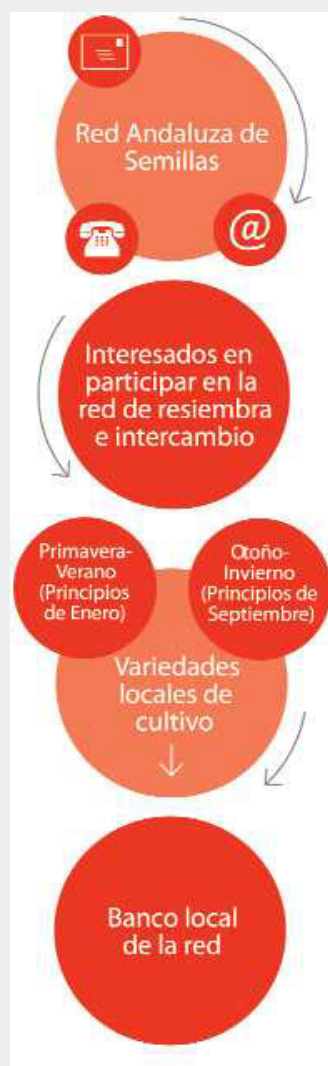 Red Andaluza de
Semillas
@
Interesados en
participar en la
red de resiembra
e intercambio
Primavera-
Verano
(Principios
de Enero)
Otoño-
Invierno
(Principios de
Septiembre)
Variedades
locales de
cultivo
Banco local
de la red